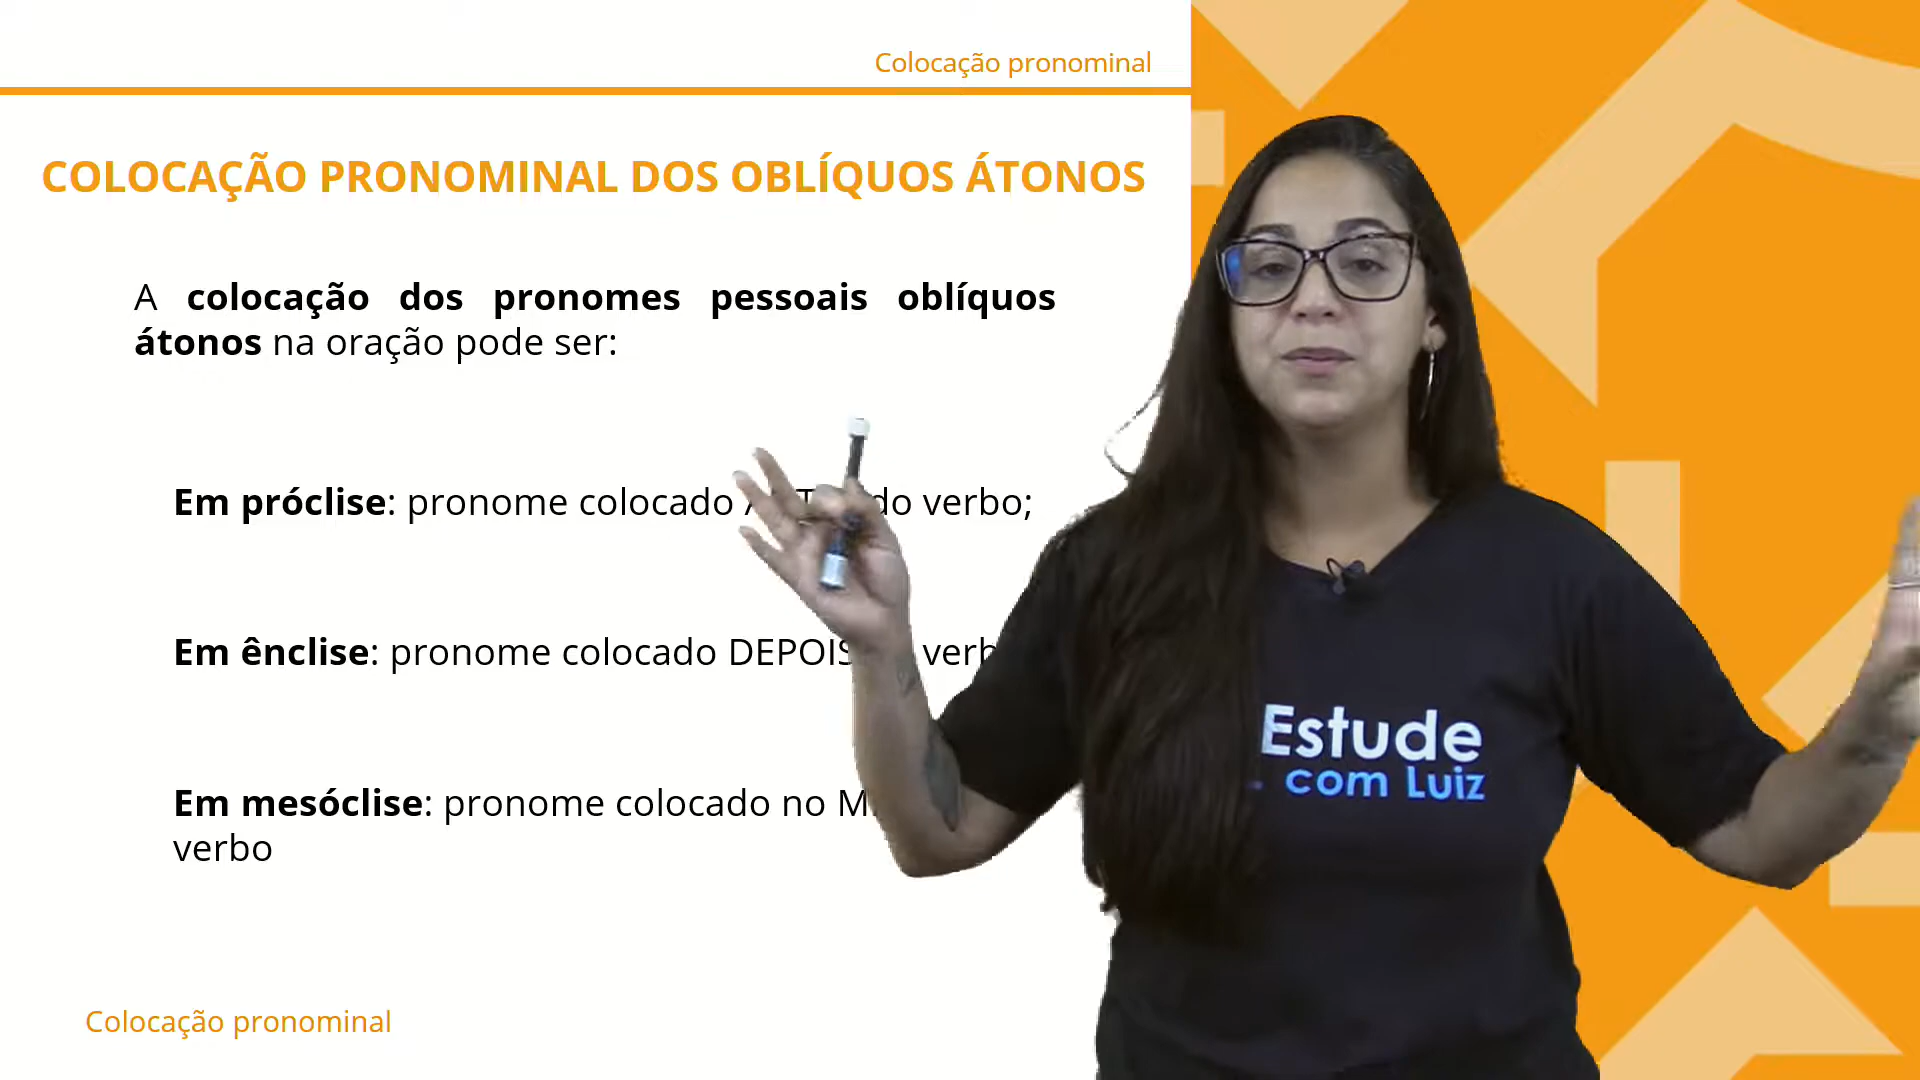 Colocação pronominal
COLOCAÇÃO PRONOMINAL DOS OBLÍQUOS ÁTONOS
A colocação dos pronomes pessoais oblíquos
átonos na oração pode ser:
Em próclise: pronome colocado do verbo;
Em ênclise: pronome colocado DEPOIS
Em mesóclise: pronome colocado no
verbo
Estude
com Luiz
Colocação pronominal